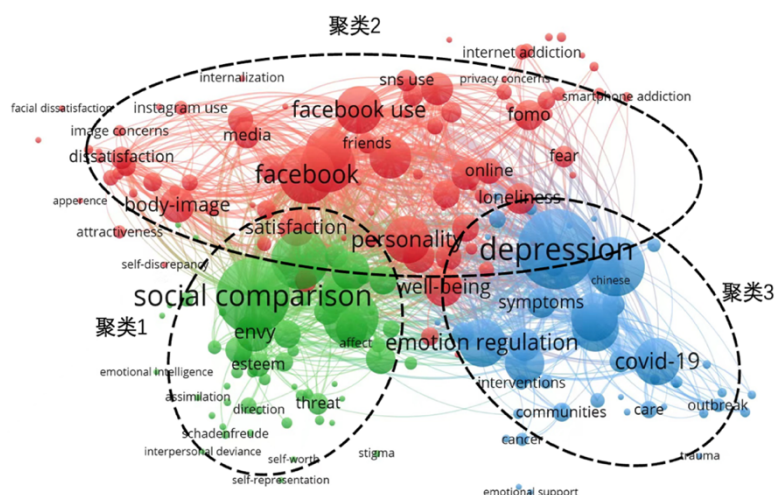 聚类2
internet addiction
internalization
sns use
privacy concerns
smartphone addiction
facial dissatisfaction
instagram use
facebook use
fomo
image concerns
media
friends
dissatisfaction
fear
facebook
online
loneliness
apperence
body-image
attractiveness
satisfaction
personality
depression
self-discrepancy
chinese
social comparison
well-being
symptoms
聚类3
聚类1
envy
affect
emotion regulation
esteem
covid-19
emotional intelligence
interventions
assimilation
direction
threat
communities
care
outbreak
schadenfreude
cancer
interpersonal deviance
self-worth
stigma
trauma
self-representation
emotional support